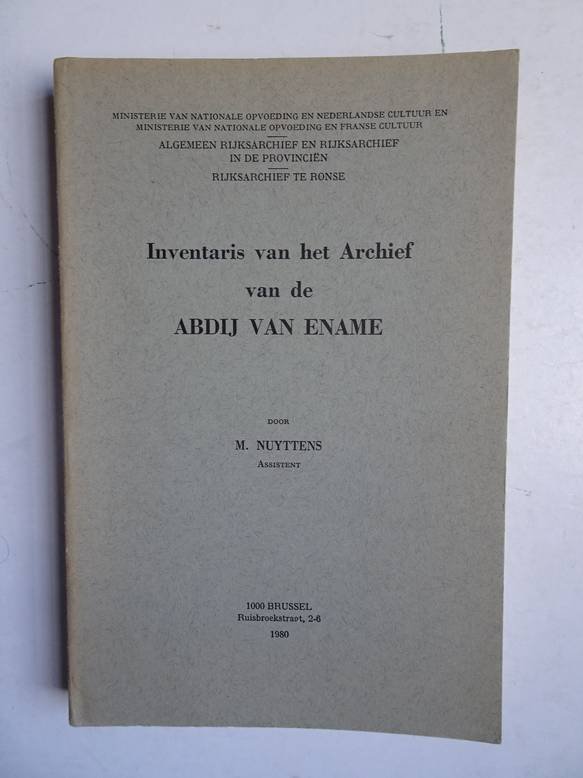 MINISTERIE VAN NATIONALE OPVOEDING EN NEDERLANDSE CULTUUR EN
MINISTERIE VAN NATIONALE OPVOEDING EN FRANSE CULTUUR
ALGEMEEN RIJKSARCHIEF EN RIJKSARCHIEF
IN DE PROVINCIËN
RIJKSARCHIEF TE RONSE
Inventaris van het Archief
van de
ABDIJ VAN ENAME
DOOR
M. NUYTTENS
ASSISTENT
1000 BRUSSEL
Ruisbroekstraat, 2-6
1980